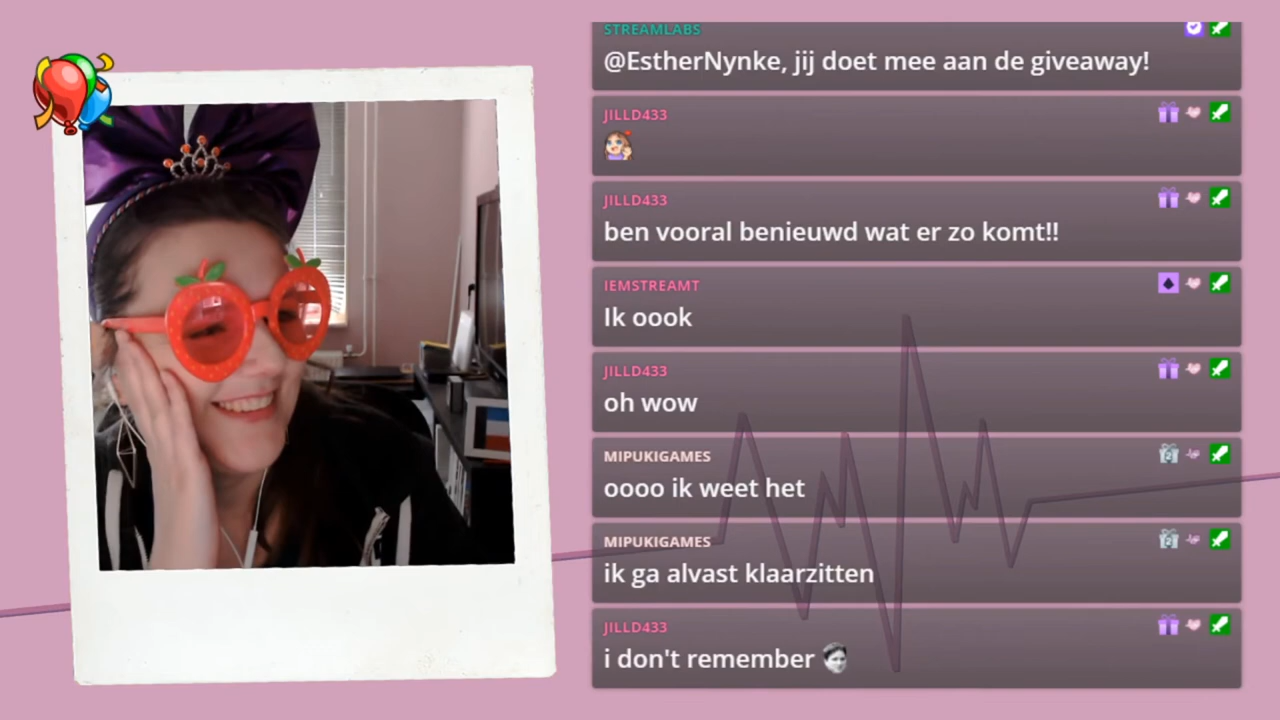 STREAMLABS
@EstherNynke, jij doet mee aan de giveaway!
JILLD433
JILLD433
ben vooral benieuwd wat er zo komt!!
IEMSTREAMT
Ik oook
JILLD433
oh wow
MIPUKIGAMES
oooo ik weet het
MIPUKIGAMES
ik ga alvast klaarzitten
JILLD433
i don't remember